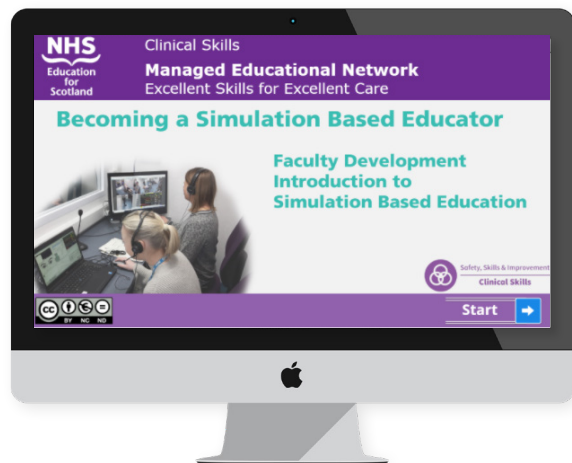 NHS
Education
for
Scotland
Clinical Skills
Managed Educational Network
Excellent Skills for Excellent Care
Becoming a Simulation Based Educator
Faculty Development
Introduction to
Simulation Based Education
Safety, Skills & Improvement
Clinical Skills
cc
BY NC ND
Start